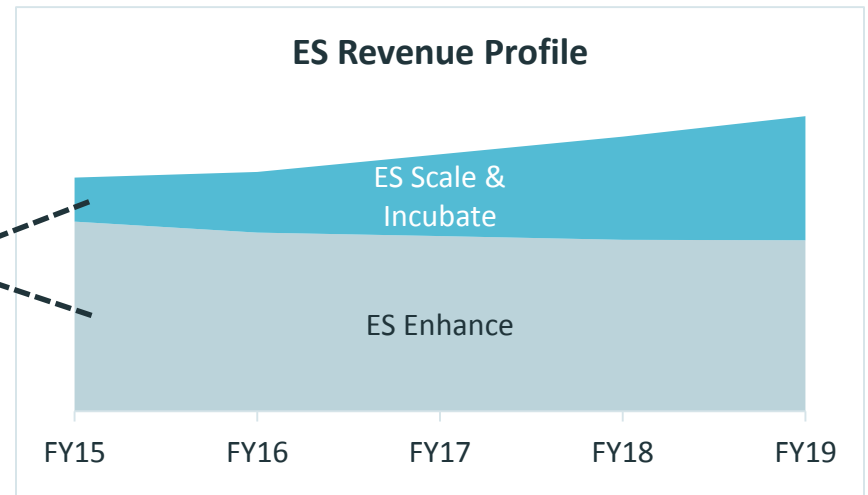 ES Revenue Profile
ES Scale &
Incubate
ES Enhance
FY15 FY16 FY17 FY18 FY19